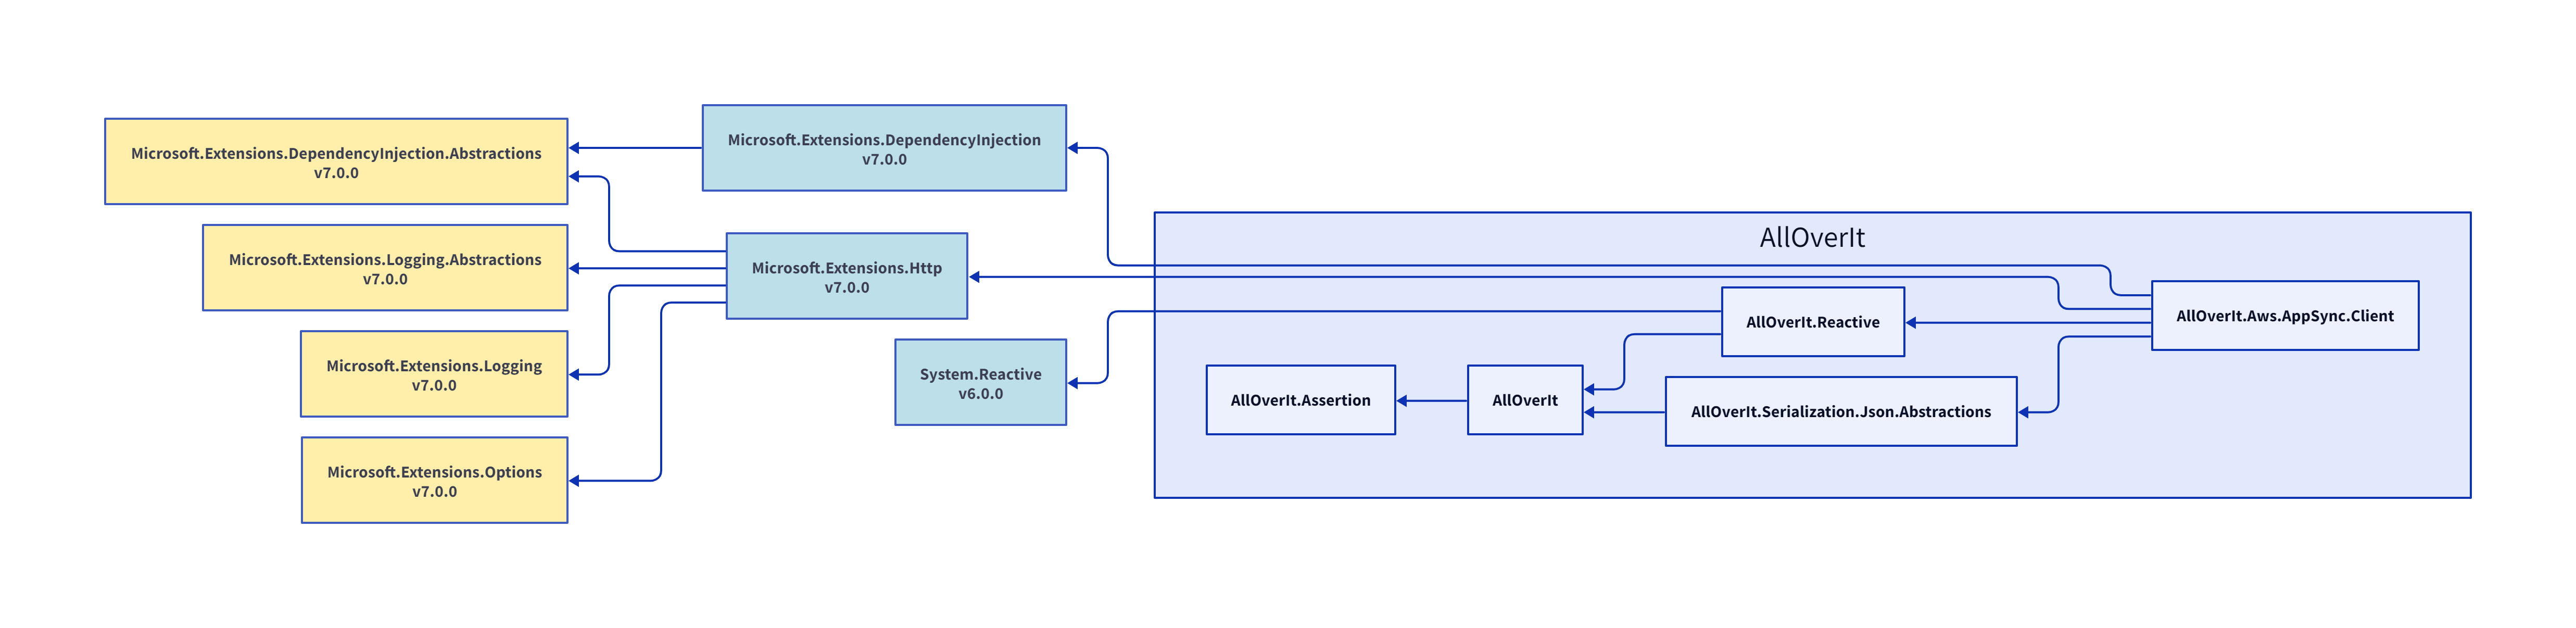 Microsoft.Extensions.DependencyInjection.Abstractions
v7.0.0
Microsoft.Extensions.Logging.Abstractions
v7.0.0
Microsoft.Extensions.Logging
v7.0.0
Microsoft.Extensions.Options
v7.0.0
Microsoft.Extensions.DependencyInjection
v7.0.0
Microsoft.Extensions.Http
v7.0.0
System.Reactive
v6.0.0
AllOverIt
AllOverIt.Assertion
AllOverIt
AllOverIt.Reactive
AllOverIt.Serialization.Json.Abstractions
AllOverIt.Aws.AppSync.Client